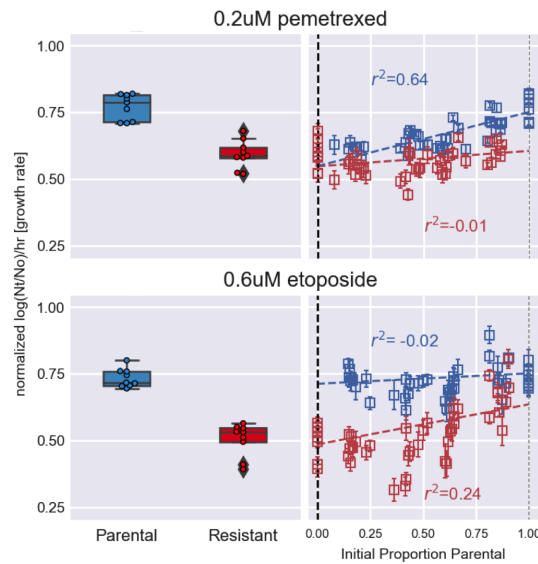 0.2uM pemetrexed
1.00
0.75
0.50
0.25
r²=0.64
r²=-0.01
normalized log(Nt/No)/hr [growth rate]
0.6uM etoposide
1.00
0.75
0.50
0.25
r²= -0.02
r²=0.24
Parental
Resistant
0.00
0.25
0.50
0.75
1.00
Initial Proportion Parental